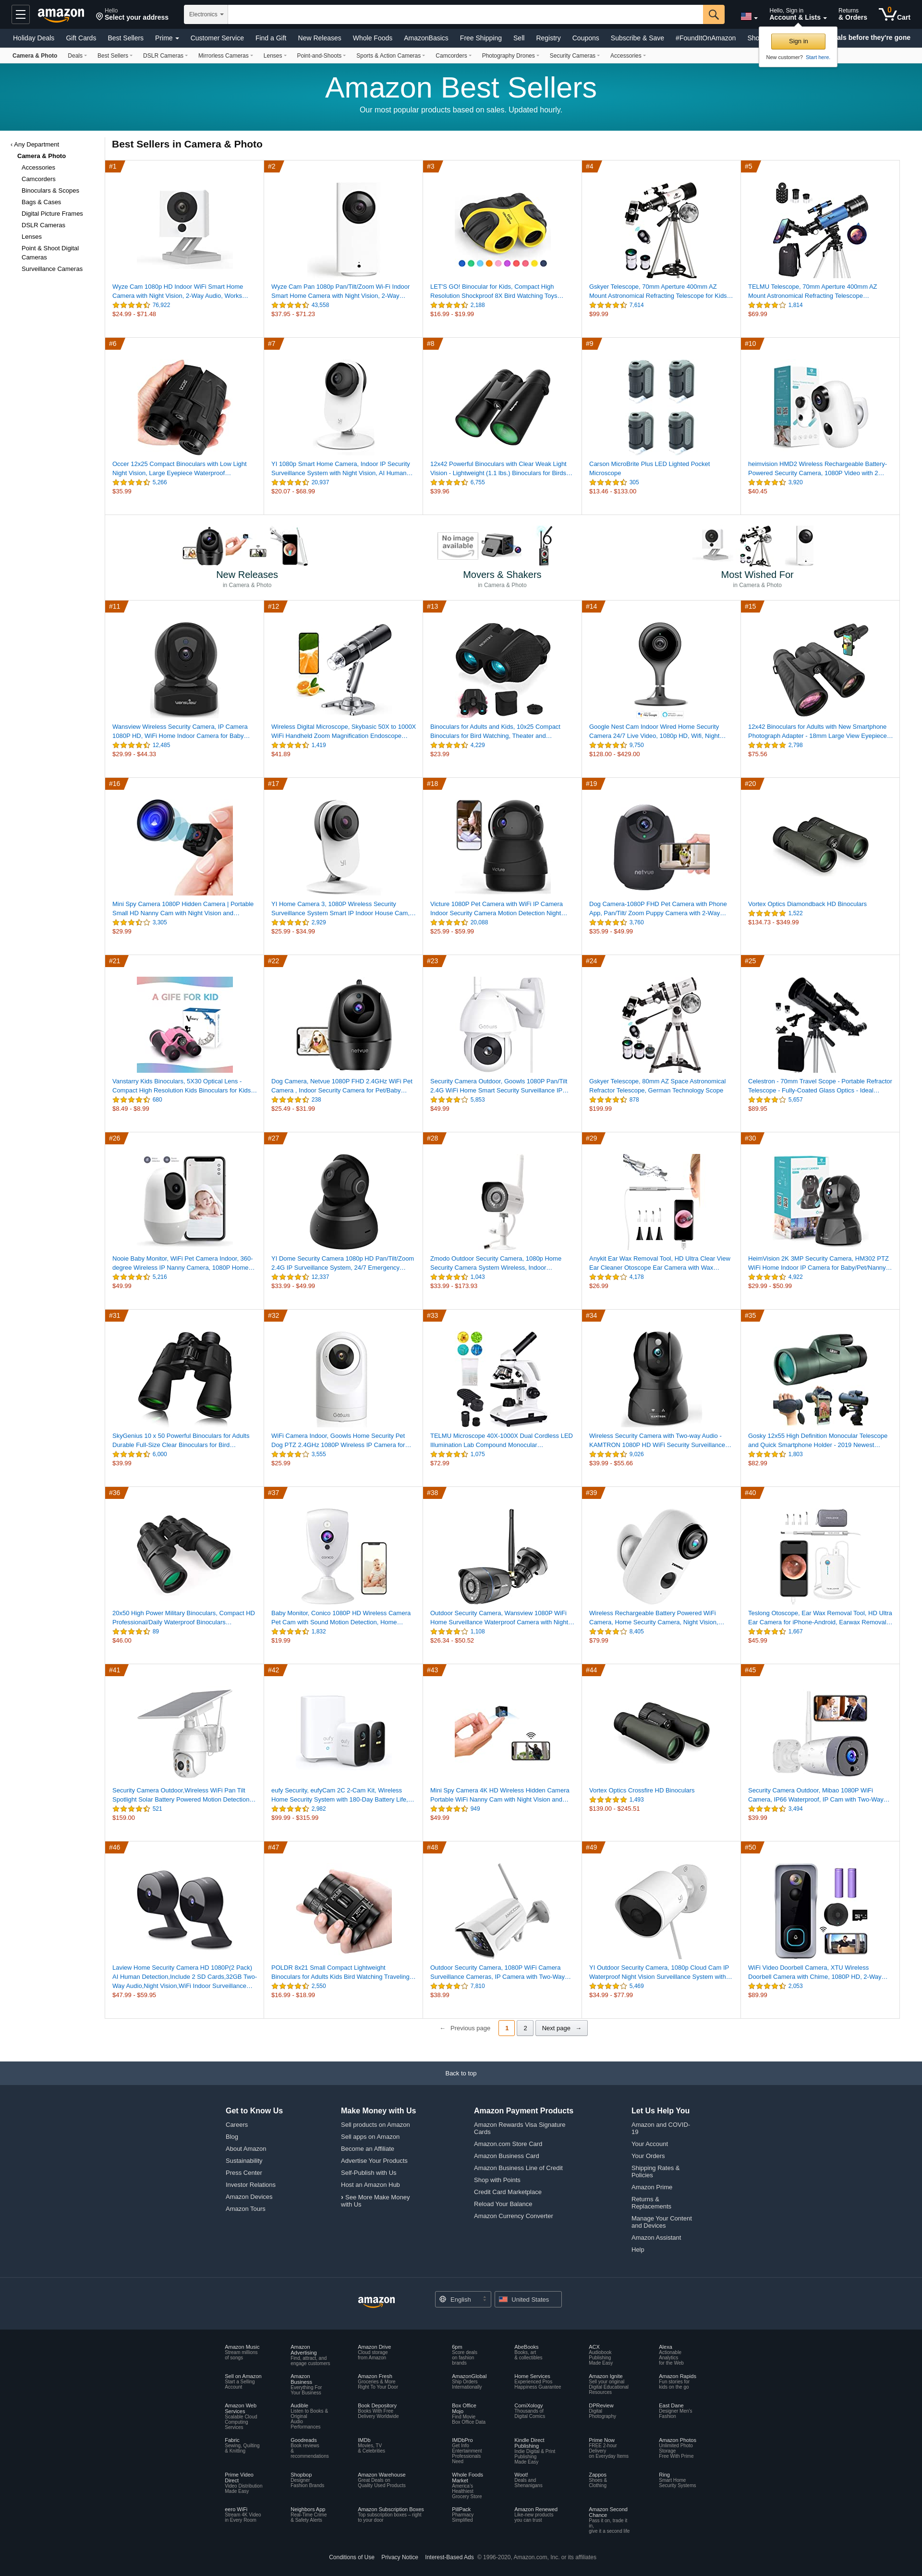 amazon
Hello
Select your address
Electronics
Hello, Sign in
Account & Lists
Returns
& Orders
0
Cart
Holiday Deals Gift Cards Best Sellers Prime Customer Service Find a Gift New Releases Whole Foods AmazonBasics Free Shipping Sell Registry Coupons Subscribe & Save #FoundItOnAmazon Sho
als before they're gone
Sign in
New customer? Start here.
Camera & Photo Deals Best Sellers DSLR Cameras Mirrorless Cameras Lenses Point-and-Shoots Sports & Action Cameras Camcorders Photography Drones Security Cameras Accessories
Amazon Best Sellers
Our most popular products based on sales. Updated hourly.
‹ Any Department
Camera & Photo
Accessories
Camcorders
Binoculars & Scopes
Bags & Cases
Digital Picture Frames
DSLR Cameras
Lenses
Point & Shoot Digital
Cameras
Surveillance Cameras
Best Sellers in Camera & Photo
#1
Wyze Cam 1080p HD Indoor WiFi Smart Home
Camera with Night Vision, 2-Way Audio, Works…
76,922
$24.99 - $71.48
#2
Wyze Cam Pan 1080p Pan/Tilt/Zoom Wi-Fi Indoor
Smart Home Camera with Night Vision, 2-Way…
43,558
$37.95 - $71.23
#3
LET'S GO! Binocular for Kids, Compact High
Resolution Shockproof 8X Bird Watching Toys…
2,188
$16.99 - $19.99
#4
Gskyer Telescope, 70mm Aperture 400mm AZ
Mount Astronomical Refracting Telescope for Kids…
7,614
$99.99
#5
TELMU Telescope, 70mm Aperture 400mm AZ
Mount Astronomical Refracting Telescope…
1,814
$69.99
#6
Occer 12x25 Compact Binoculars with Low Light
Night Vision, Large Eyepiece Waterproof…
5,266
$35.99
#7
YI 1080p Smart Home Camera, Indoor IP Security
Surveillance System with Night Vision, AI Human…
20,937
$20.07 - $68.99
#8
12x42 Powerful Binoculars with Clear Weak Light
Vision - Lightweight (1.1 lbs.) Binoculars for Birds…
6,755
$39.96
#9
Carson MicroBrite Plus LED Lighted Pocket
Microscope
305
$13.46 - $133.00
#10
heimvision HMD2 Wireless Rechargeable Battery-
Powered Security Camera, 1080P Video with 2…
3,920
$40.45
New Releases
in Camera & Photo
No image
available
Movers & Shakers
in Camera & Photo
Most Wished For
in Camera & Photo
#11
Wansview Wireless Security Camera, IP Camera
1080P HD, WiFi Home Indoor Camera for Baby…
12,485
$29.99 - $44.33
#12
Wireless Digital Microscope, Skybasic 50X to 1000X
WiFi Handheld Zoom Magnification Endoscope…
1,419
$41.89
#13
Binoculars for Adults and Kids, 10x25 Compact
Binoculars for Bird Watching, Theater and…
4,229
$23.99
#14
Google Nest Cam Indoor Wired Home Security
Camera 24/7 Live Video, 1080p HD, Wifi, Night…
9,750
$128.00 - $429.00
#15
12x42 Binoculars for Adults with New Smartphone
Photograph Adapter - 18mm Large View Eyepiece…
2,798
$75.56
#16
Mini Spy Camera 1080P Hidden Camera | Portable
Small HD Nanny Cam with Night Vision and…
3,305
$29.99
#17
YI Home Camera 3, 1080P Wireless Security
Surveillance System Smart IP Indoor House Cam,…
2,929
$25.99 - $34.99
#18
Victure 1080P Pet Camera with WiFi IP Camera
Indoor Security Camera Motion Detection Night…
20,088
$25.99 - $59.99
#19
netvue
Dog Camera-1080P FHD Pet Camera with Phone
App, Pan/Tilt/ Zoom Puppy Camera with 2-Way…
3,760
$35.99 - $49.99
#20
Vortex Optics Diamondback HD Binoculars
1,522
$134.73 - $349.99
#21
A GIFE FOR KID
Vanstarry Kids Binoculars, 5X30 Optical Lens -
Compact High Resolution Kids Binoculars for Kids…
680
$8.49 - $8.99
#22
netvue
Dog Camera, Netvue 1080P FHD 2.4GHz WiFi Pet
Camera , Indoor Security Camera for Pet/Baby…
238
$25.49 - $31.99
#23
Security Camera Outdoor, Goowls 1080P Pan/Tilt
2.4G WiFi Home Smart Security Surveillance IP…
5,853
$49.99
#24
Gskyer Telescope, 80mm AZ Space Astronomical
Refractor Telescope, German Technology Scope
878
$199.99
#25
Celestron - 70mm Travel Scope - Portable Refractor
Telescope - Fully-Coated Glass Optics - Ideal…
5,657
$89.95
#26
Nooie Baby Monitor, WiFi Pet Camera Indoor, 360-
degree Wireless IP Nanny Camera, 1080P Home…
5,216
$49.99
#27
YI Dome Security Camera 1080p HD Pan/Tilt/Zoom
2.4G IP Surveillance System, 24/7 Emergency…
12,337
$33.99 - $49.99
#28
Zmodo Outdoor Security Camera, 1080p Home
Security Camera System Wireless, Indoor…
1,043
$33.99 - $173.93
#29
Anykit Ear Wax Removal Tool, HD Ultra Clear View
Ear Cleaner Otoscope Ear Camera with Wax…
4,178
$26.99
#30
HeimVision 2K 3MP Security Camera, HM302 PTZ
WiFi Home Indoor IP Camera for Baby/Pet/Nanny…
4,922
$29.99 - $50.99
#31
SkyGenius 10 x 50 Powerful Binoculars for Adults
Durable Full-Size Clear Binoculars for Bird…
6,000
$39.99
#32
WiFi Camera Indoor, Goowls Home Security Pet
Dog PTZ 2.4GHz 1080P Wireless IP Camera for…
3,555
$25.99
#33
TELMU Microscope 40X-1000X Dual Cordless LED
Illumination Lab Compound Monocular…
1,075
$72.99
#34
Wireless Security Camera with Two-way Audio -
KAMTRON 1080P HD WiFi Security Surveillance…
9,026
$39.99 - $55.66
#35
Gosky 12x55 High Definition Monocular Telescope
and Quick Smartphone Holder - 2019 Newest…
1,803
$82.99
#36
20x50 High Power Military Binoculars, Compact HD
Professional/Daily Waterproof Binoculars…
89
$46.00
#37
Baby Monitor, Conico 1080P HD Wireless Camera
Pet Cam with Sound Motion Detection, Home…
1,832
$19.99
#38
Outdoor Security Camera, Wansview 1080P WiFi
Home Surveillance Waterproof Camera with Night…
1,108
$26.34 - $50.52
#39
Wireless Rechargeable Battery Powered WiFi
Camera, Home Security Camera, Night Vision,…
8,405
$79.99
#40
Teslong Otoscope, Ear Wax Removal Tool, HD Ultra
Ear Camera for iPhone-Android, Earwax Removal…
1,667
$45.99
#41
Security Camera Outdoor,Wireless WiFi Pan Tilt
Spotlight Solar Battery Powered Motion Detection…
521
$159.00
#42
eufy Security, eufyCam 2C 2-Cam Kit, Wireless
Home Security System with 180-Day Battery Life,…
2,982
$99.99 - $315.99
#43
Mini Spy Camera 4K HD Wireless Hidden Camera
Portable WiFi Nanny Cam with Night Vision and…
949
$49.99
#44
Vortex Optics Crossfire HD Binoculars
1,493
$139.00 - $245.51
#45
Security Camera Outdoor, Mibao 1080P WiFi
Camera, IP66 Waterproof, IP Cam with Two-Way…
3,494
$39.99
#46
Laview Home Security Camera HD 1080P(2 Pack)
AI Human Detection,Include 2 SD Cards,32GB Two-
Way Audio,Night Vision,WiFi Indoor Surveillance…
$47.99 - $59.95
#47
POLDR 8x21 Small Compact Lightweight
Binoculars for Adults Kids Bird Watching Traveling…
2,550
$16.99 - $18.99
#48
Outdoor Security Camera, 1080P WiFi Camera
Surveillance Cameras, IP Camera with Two-Way…
7,810
$38.99
#49
YI Outdoor Security Camera, 1080p Cloud Cam IP
Waterproof Night Vision Surveillance System with…
5,469
$34.99 - $77.99
#50
WiFi Video Doorbell Camera, XTU Wireless
Doorbell Camera with Chime, 1080P HD, 2-Way…
2,053
$89.99
← Previous page 1 2 Next page →
Back to top
Get to Know Us
Careers
Blog
About Amazon
Sustainability
Press Center
Investor Relations
Amazon Devices
Amazon Tours
Make Money with Us
Sell products on Amazon
Sell apps on Amazon
Become an Affiliate
Advertise Your Products
Self-Publish with Us
Host an Amazon Hub
› See More Make Money
with Us
Amazon Payment Products
Amazon Rewards Visa Signature
Cards
Amazon.com Store Card
Amazon Business Card
Amazon Business Line of Credit
Shop with Points
Credit Card Marketplace
Reload Your Balance
Amazon Currency Converter
Let Us Help You
Amazon and COVID-
19
Your Account
Your Orders
Shipping Rates &
Policies
Amazon Prime
Returns &
Replacements
Manage Your Content
and Devices
Amazon Assistant
Help
amazon
English
United States
Amazon Music
Stream millions
of songs
Amazon
Advertising
Find, attract, and
engage customers
Amazon Drive
Cloud storage
from Amazon
6pm
Score deals
on fashion
brands
AbeBooks
Books, art
& collectibles
ACX
Audiobook
Publishing
Made Easy
Alexa
Actionable
Analytics
for the Web
Sell on Amazon
Start a Selling
Account
Amazon
Business
Everything For
Your Business
Amazon Fresh
Groceries & More
Right To Your Door
AmazonGlobal
Ship Orders
Internationally
Home Services
Experienced Pros
Happiness Guarantee
Amazon Ignite
Sell your original
Digital Educational
Resources
Amazon Rapids
Fun stories for
kids on the go
Amazon Web
Services
Scalable Cloud
Computing
Services
Audible
Listen to Books &
Original
Audio
Performances
Book Depository
Books With Free
Delivery Worldwide
Box Office
Mojo
Find Movie
Box Office Data
ComiXology
Thousands of
Digital Comics
DPReview
Digital
Photography
East Dane
Designer Men's
Fashion
Fabric
Sewing, Quilting
& Knitting
Goodreads
Book reviews
&
recommendations
IMDb
Movies, TV
& Celebrities
IMDbPro
Get Info
Entertainment
Professionals
Need
Kindle Direct
Publishing
Indie Digital & Print
Publishing
Made Easy
Prime Now
FREE 2-hour
Delivery
on Everyday Items
Amazon Photos
Unlimited Photo
Storage
Free With Prime
Prime Video
Direct
Video Distribution
Made Easy
Shopbop
Designer
Fashion Brands
Amazon Warehouse
Great Deals on
Quality Used Products
Whole Foods
Market
America's
Healthiest
Grocery Store
Woot!
Deals and
Shenanigans
Zappos
Shoes &
Clothing
Ring
Smart Home
Security Systems
eero WiFi
Stream 4K Video
in Every Room
Neighbors App
Real-Time Crime
& Safety Alerts
Amazon Subscription Boxes
Top subscription boxes – right
to your door
PillPack
Pharmacy
Simplified
Amazon Renewed
Like-new products
you can trust
Amazon Second
Chance
Pass it on, trade it
in,
give it a second life
Conditions of Use Privacy Notice Interest-Based Ads © 1996-2020, Amazon.com, Inc. or its affiliates